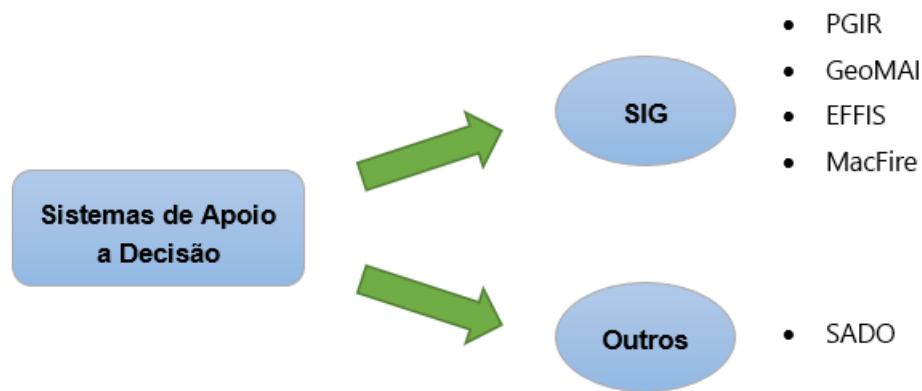 Sistemas de Apoio
a Decisão
SIG
• PGIR
• GeoMAI
• EFFIS
• MacFire
Outros
• SADO